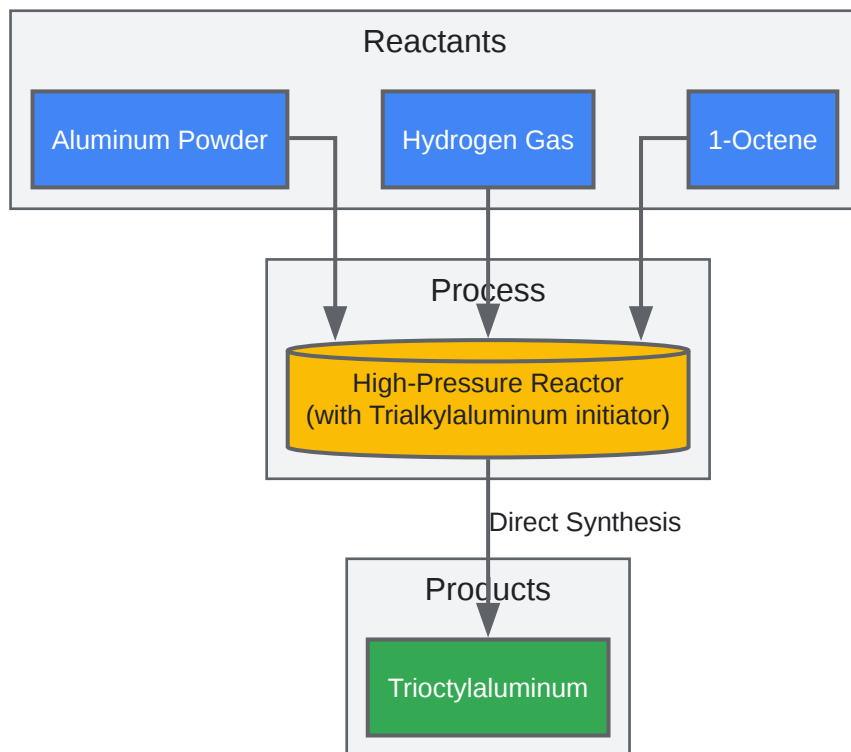 Reactants
Aluminum Powder
Hydrogen Gas
1-Octene
Process
High-Pressure Reactor
(with Trialkylaluminum initiator)
Direct Synthesis
Products
Trioctylaluminum